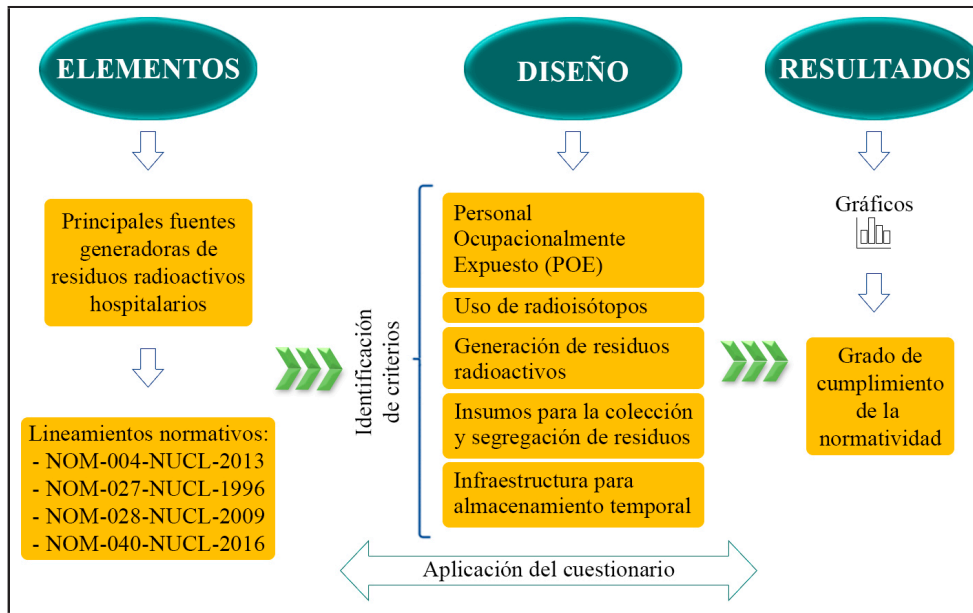 ELEMENTOS
Principales fuentes
generadoras de
residuos radioactivos
hospitalarios
Lineamientos normativos:
- NOM-004-NUCL-2013
- NOM-027-NUCL-1996
- NOM-028-NUCL-2009
- NOM-040-NUCL-2016
Identificación
de criterios
DISEÑO
Personal
Ocupacionalmente
Expuesto (POE)
Uso de radioisótopos
Generación de residuos
radioactivos
Insumos para la colección
y segregación de residuos
Infraestructura para
almacenamiento temporal
Aplicación del cuestionario
RESULTADOS
Gráficos
Grado de
cumplimiento
de la
normatividad